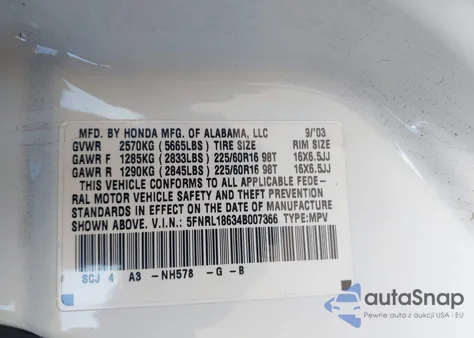 MFD. BY HONDA MFG. OF ALABAMA, LLC 9/'03
GVWR 2570KG (5665LBS) TIRE SIZE RIM SIZE
GAWR F 1285KG (2833LBS) 225/60R16 98T 16X6.5JJ
GAWR R 1290KG (2845LBS) 225/60R16 98T 16X6.5JJ
THIS VEHICLE CONFORMS TO ALL APPLICABLE FEDE-
RAL MOTOR VEHICLE SAFETY AND THEFT PREVENTION
STANDARDS IN EFFECT ON THE DATE OF MANUFACTURE
SHOWN ABOVE. V.I.N.: 5FNRL18634B007366 TYPE:MPV
SCJ 4 A3 -NH578 -G -B
autoSnap
Pewne auta z aukcji USA i EU